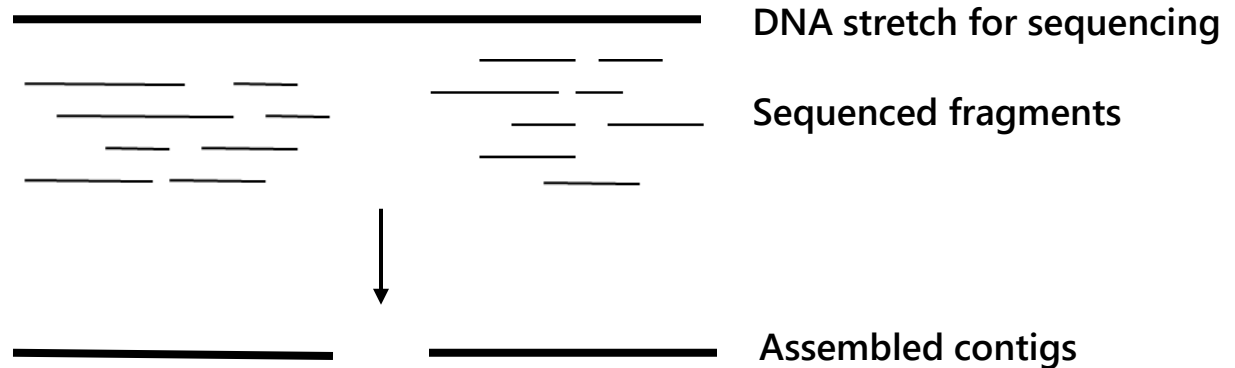 DNA stretch for sequencing
Sequenced fragments
Assembled contigs